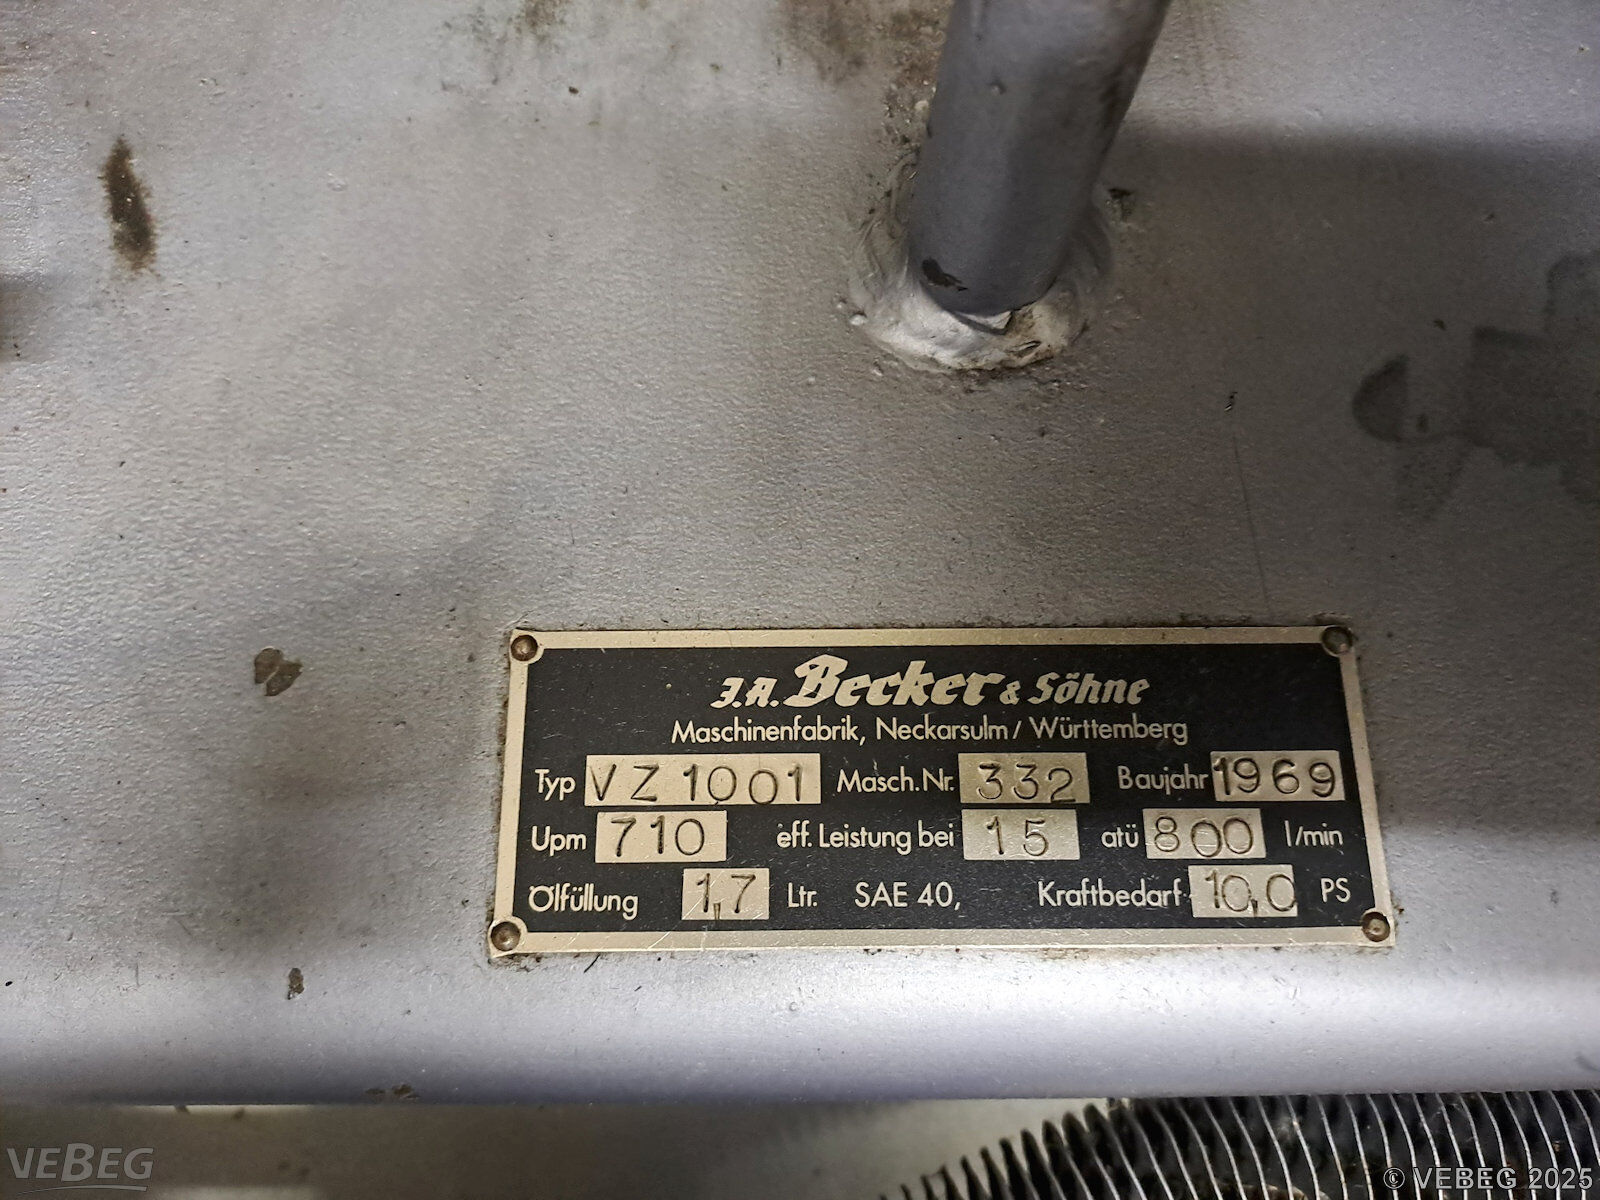 J.A. Becker & Söhne
Maschinenfabrik, Neckarsulm / Württemberg
Typ VZ 1001 Masch.Nr. 332 Baujahr 1969
Upm 710 eff. Leistung bei 15 atü 800 l/min
Ölfüllung 1,7 Ltr. SAE 40, Kraftbedarf 10,0 PS
VEBEG
© VEBEG 2025